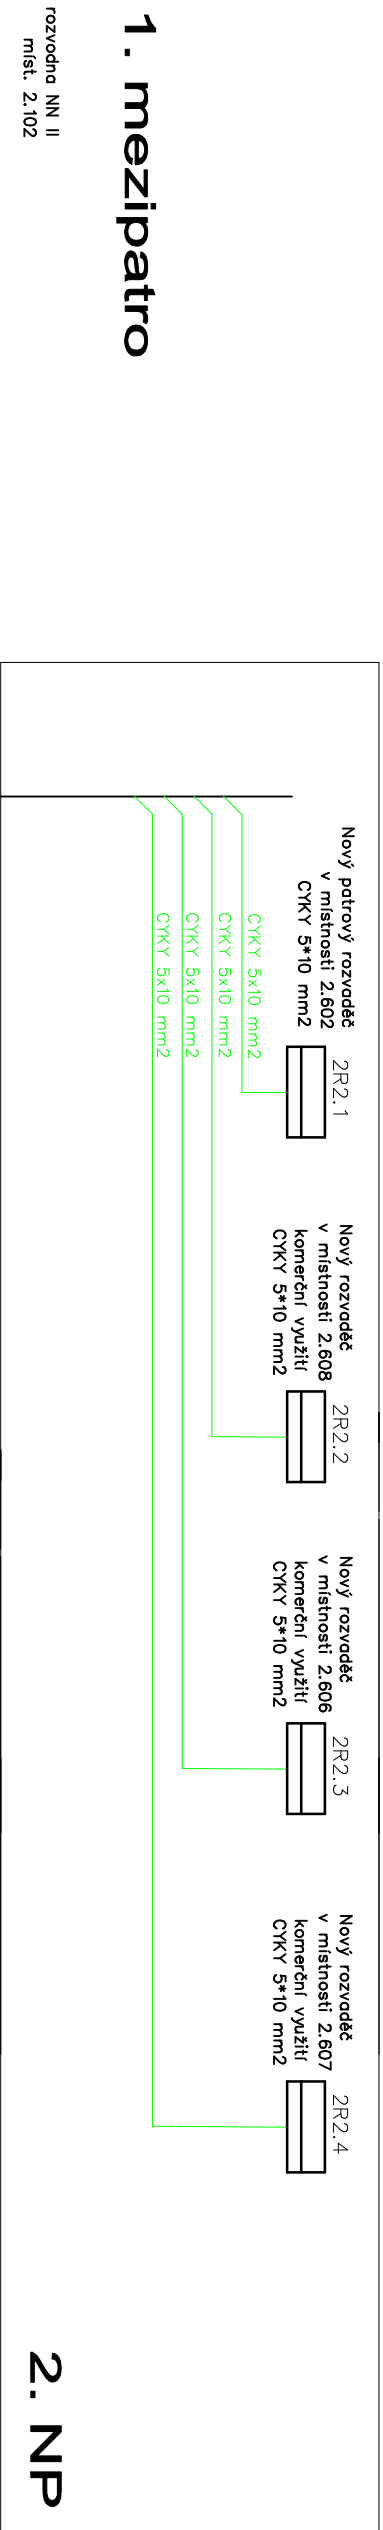 1. mezipatro
rozvodna NN II
míst. 2.102
Nový patrový rozvaděč
v místnosti 2.602
CYKY 5*10 mm2
2R2.1
CYKY 5x10 mm2
CYKY 5x10 mm2
CYKY 5x10 mm2
CYKY 5x10 mm2
Nový rozvaděč
v místnosti 2.608
komerční využití
CYKY 5*10 mm2
2R2.2
Nový rozvaděč
v místnosti 2.606
komerční využití
CYKY 5*10 mm2
2R2.3
Nový rozvaděč
v místnosti 2.607
komerční využití
CYKY 5*10 mm2
2R2.4
2. NP